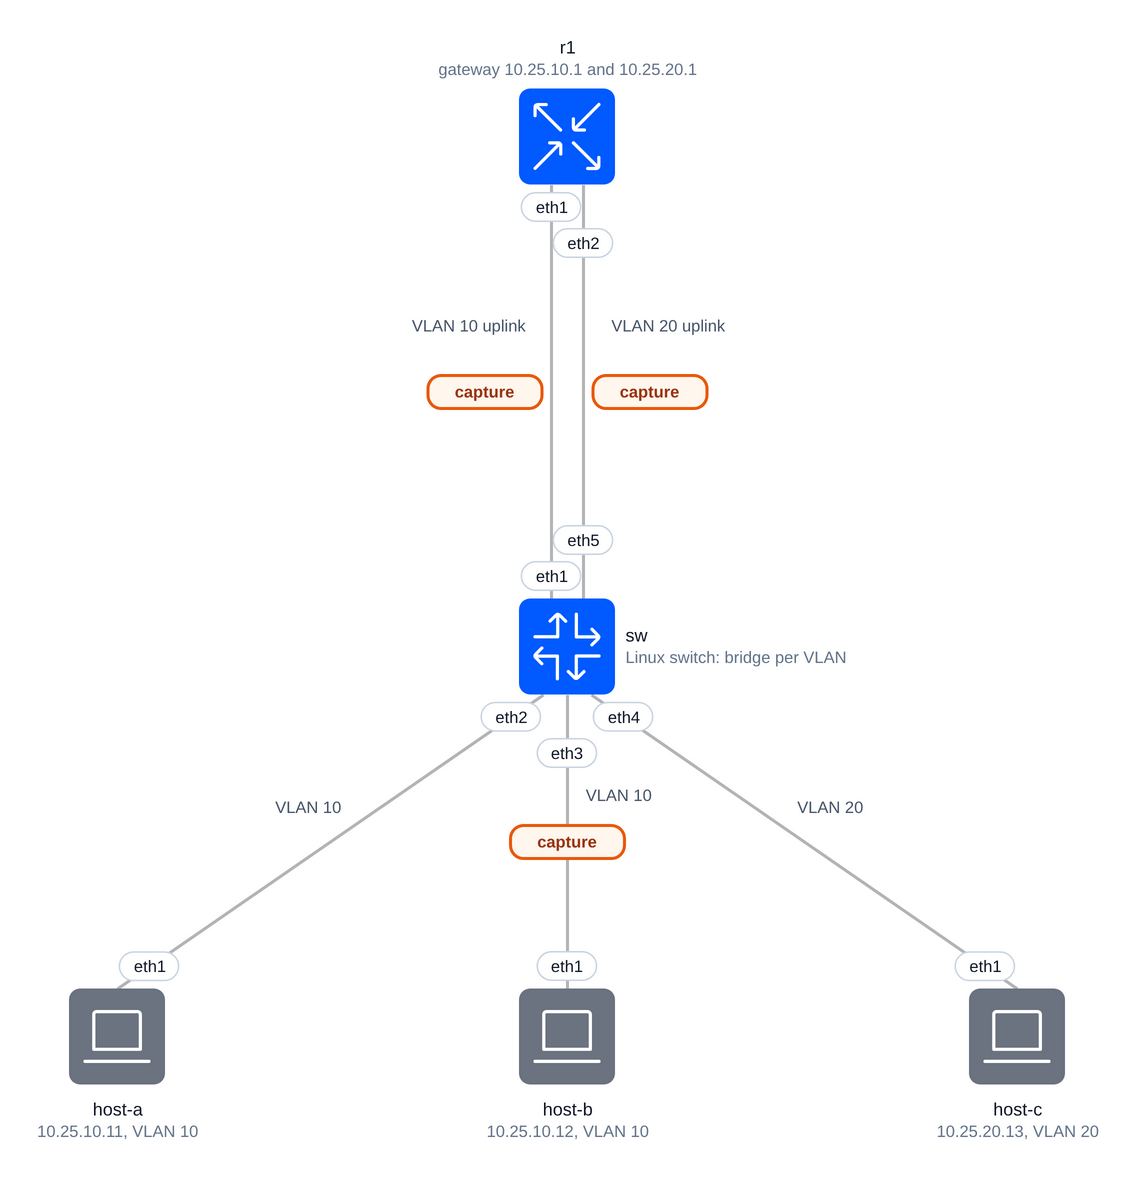 r1
gateway 10.25.10.1 and 10.25.20.1
eth1
eth2
VLAN 10 uplink
VLAN 20 uplink
capture
capture
eth5
eth1
sw
Linux switch: bridge per VLAN
eth2
eth4
eth3
VLAN 10
VLAN 10
VLAN 20
capture
eth1
eth1
eth1
host-a
10.25.10.11, VLAN 10
host-b
10.25.10.12, VLAN 10
host-c
10.25.20.13, VLAN 20